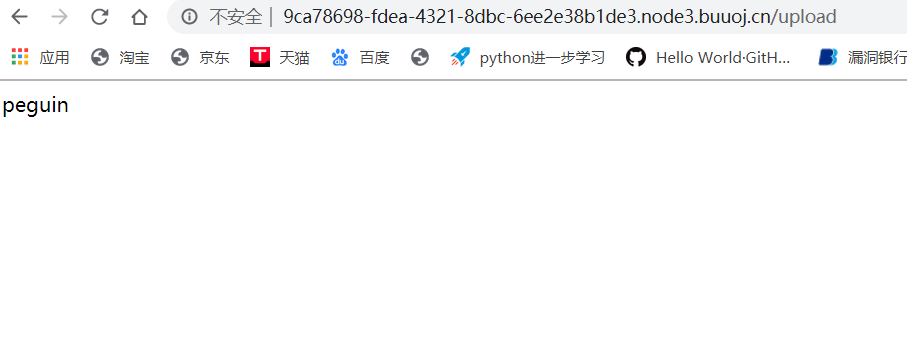 不安全 | 9ca78698-fdea-4321-8dbc-6ee2e38b1de3.node3.buuoj.cn/upload
应用 淘宝 京东 T 天猫 du 百度 python进一步学习 Hello World·GitH... 漏洞银行
peguin